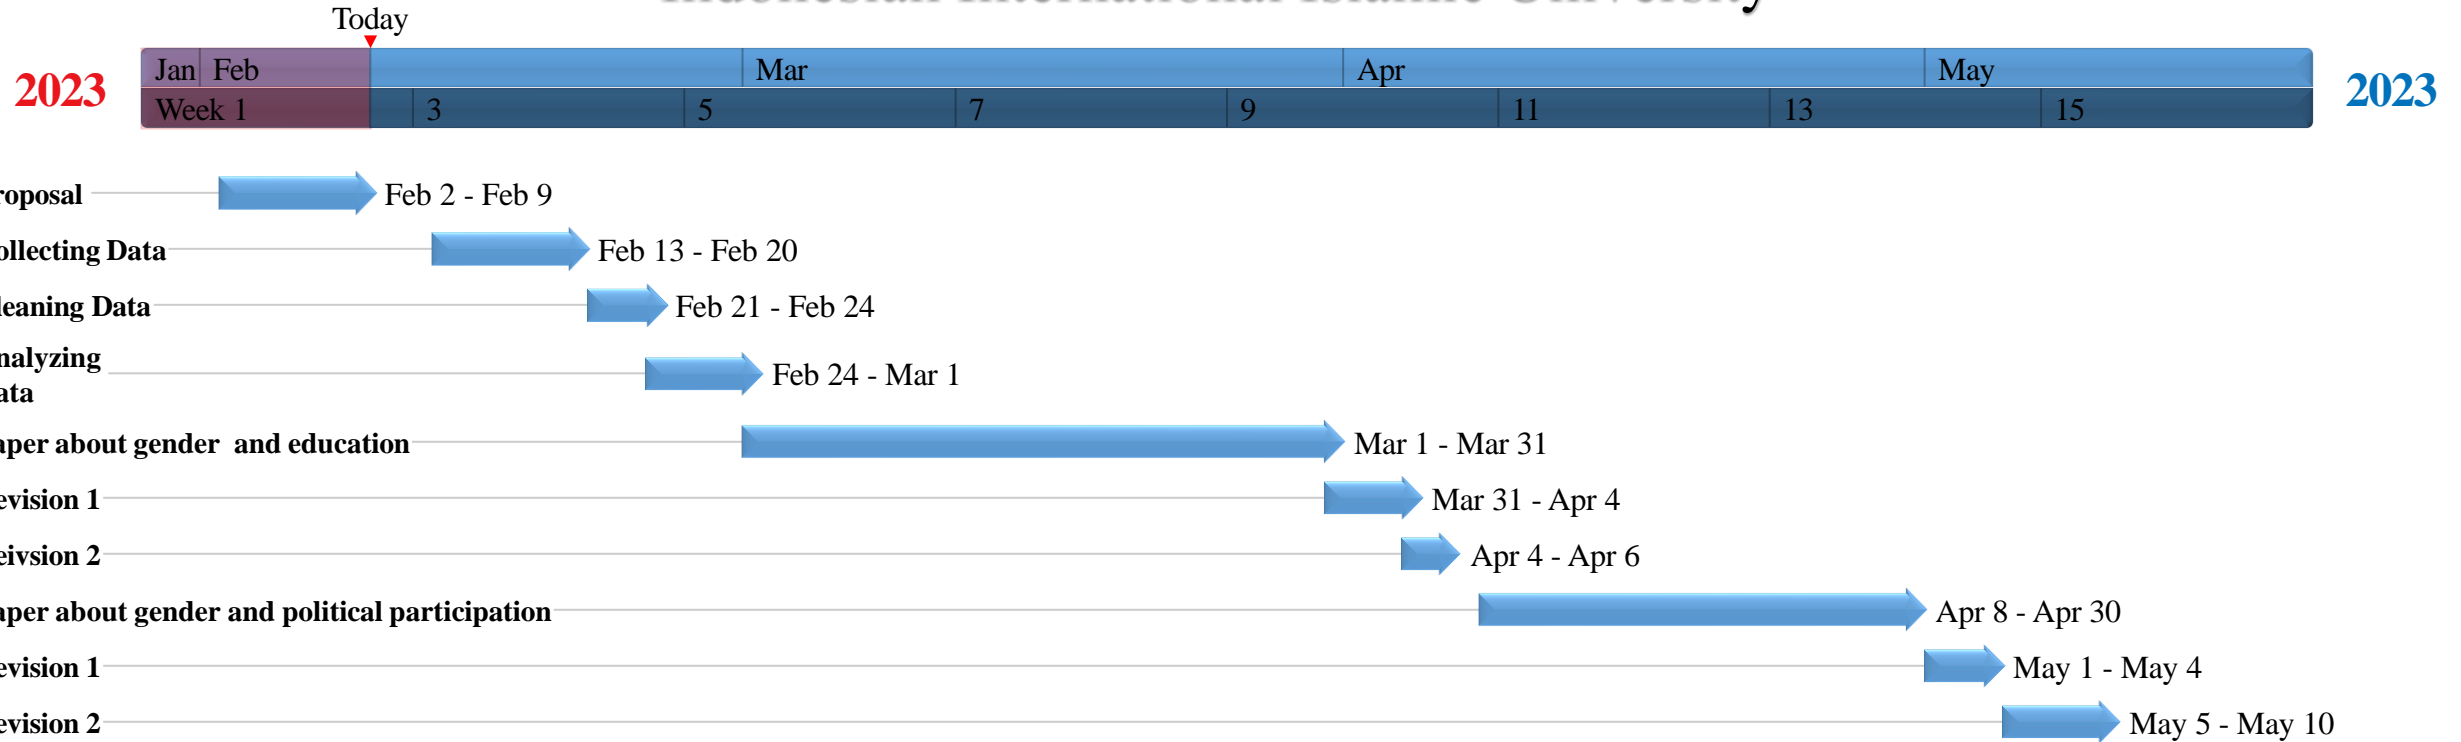 Indonesian International Islamic University
Today
2023
Jan Feb Mar Apr May
Week 1 3 5 7 9 11 13 15
2023
roposal Feb 2 - Feb 9
ollecting Data Feb 13 - Feb 20
leaning Data Feb 21 - Feb 24
nalyzing
ata
Feb 24 - Mar 1
aper about gender  and education Mar 1 - Mar 31
evision 1 Mar 31 - Apr 4
eivsion 2 Apr 4 - Apr 6
aper about gender and political participation Apr 8 - Apr 30
evision 1 May 1 - May 4
evision 2 May 5 - May 10